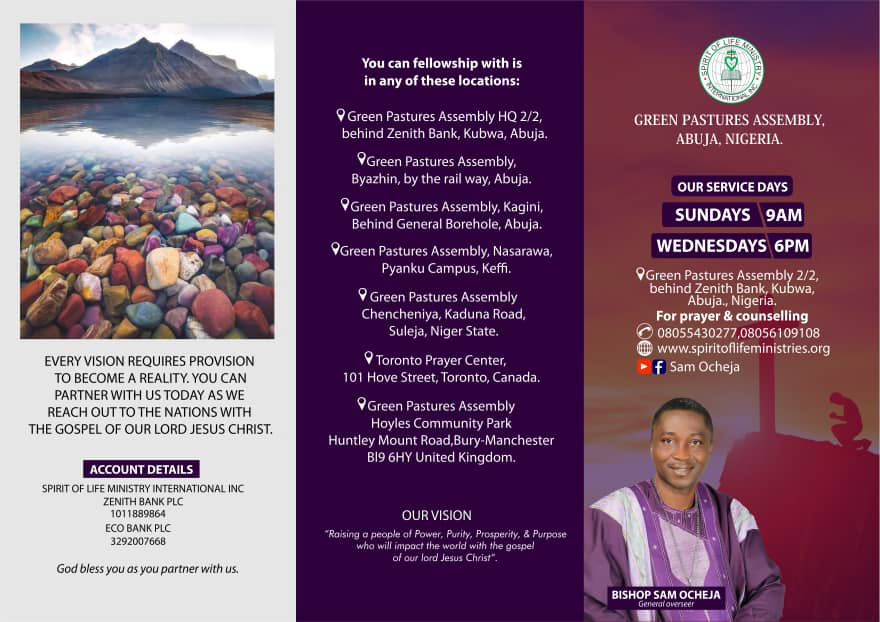 EVERY VISION REQUIRES PROVISION
TO BECOME A REALITY. YOU CAN
PARTNER WITH US TODAY AS WE
REACH OUT TO THE NATIONS WITH
THE GOSPEL OF OUR LORD JESUS CHRIST.
ACCOUNT DETAILS
SPIRIT OF LIFE MINISTRY INTERNATIONAL INC
ZENITH BANK PLC
1011889864
ECO BANK PLC
3292007668
God bless you as you partner with us.
You can fellowship with is
in any of these locations:
Green Pastures Assembly HQ 2/2,
behind Zenith Bank, Kubwa, Abuja.
Green Pastures Assembly,
Byazhin, by the rail way, Abuja.
Green Pastures Assembly, Kagini,
Behind General Borehole, Abuja.
Green Pastures Assembly, Nasarawa,
Pyanku Campus, Keffi.
Green Pastures Assembly
Chencheniya, Kaduna Road,
Suleja, Niger State.
Toronto Prayer Center,
101 Hove Street, Toronto, Canada.
Green Pastures Assembly
Hoyles Community Park
Huntley Mount Road,Bury-Manchester
Bl9 6HY United Kingdom.
OUR VISION
“Raising a people of Power, Purity, Prosperity, & Purpose
who will impact the world with the gospel
of our lord Jesus Christ”.
SPIRIT OF LIFE MINISTRY
INTERNATIONAL INC
GREEN PASTURES ASSEMBLY,
ABUJA, NIGERIA.
OUR SERVICE DAYS
SUNDAYS 9AM
WEDNESDAYS 6PM
Green Pastures Assembly 2/2,
behind Zenith Bank, Kubwa,
Abuja., Nigeria.
For prayer & counselling
08055430277,08056109108
www.spiritoflifeministries.org
Sam Ocheja
BISHOP SAM OCHEJA
General overseer